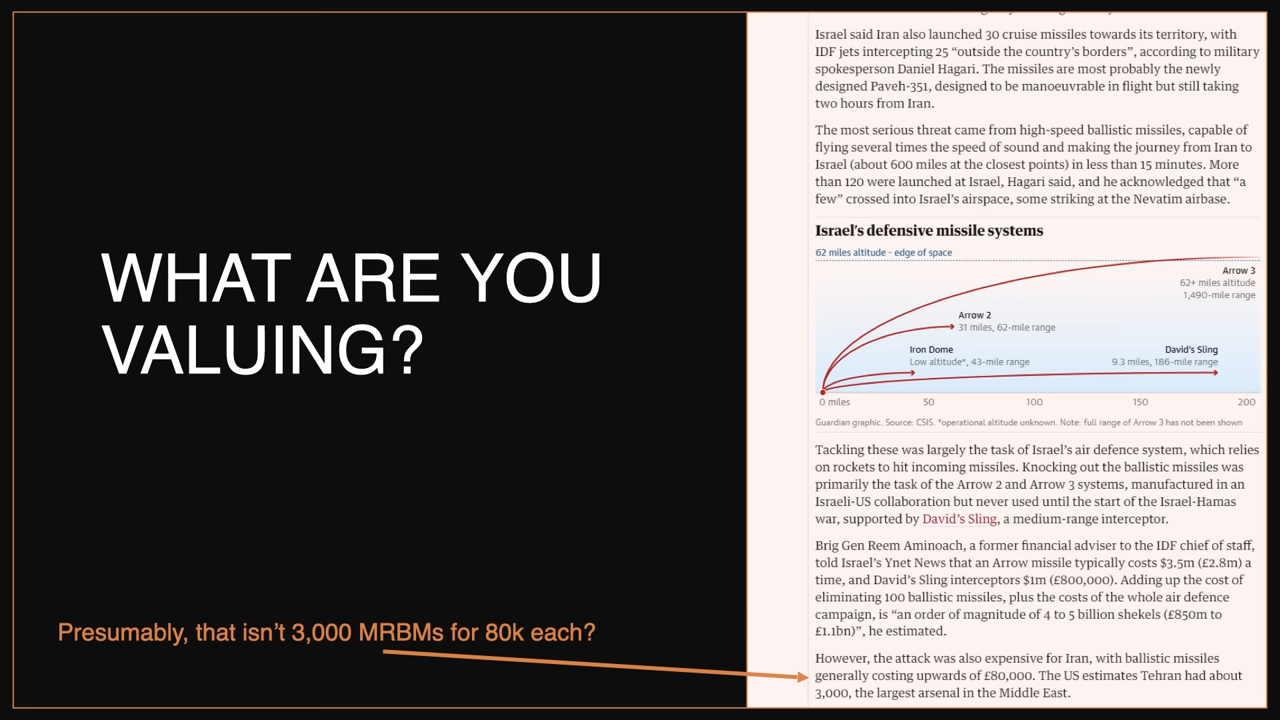 WHAT ARE YOU
VALUING?
Presumably, that isn’t 3,000 MRBMs for 80k each?
Israel said Iran also launched 30 cruise missiles towards its territory, with
IDF jets intercepting 25 “outside the country’s borders”, according to military
spokesperson Daniel Hagari. The missiles are most probably the newly
designed Paveh-351, designed to be manoeuvrable in flight but still taking
two hours from Iran.
The most serious threat came from high-speed ballistic missiles, capable of
flying several times the speed of sound and making the journey from Iran to
Israel (about 600 miles at the closest points) in less than 15 minutes. More
than 120 were launched at Israel, Hagari said, and he acknowledged that “a
few” crossed into Israel’s airspace, some striking at the Nevatim airbase.
Israel’s defensive missile systems
62 miles altitude - edge of space
Arrow 3
62+ miles altitude
1,490-mile range
Arrow 2
31 miles, 62-mile range
Iron Dome
Low altitude*, 43-mile range
David’s Sling
9.3 miles, 186-mile range
0 miles 50 100 150 200
Guardian graphic. Source: CSIS. *operational altitude unknown. Note: full range of Arrow 3 has not been shown
Tackling these was largely the task of Israel’s air defence system, which relies
on rockets to hit incoming missiles. Knocking out the ballistic missiles was
primarily the task of the Arrow 2 and Arrow 3 systems, manufactured in an
Israeli-US collaboration but never used until the start of the Israel-Hamas
war, supported by David’s Sling, a medium-range interceptor.
Brig Gen Reem Aminoach, a former financial adviser to the IDF chief of staff,
told Israel’s Ynet News that an Arrow missile typically costs $3.5m (£2.8m) a
time, and David’s Sling interceptors $1m (£800,000). Adding up the cost of
eliminating 100 ballistic missiles, plus the costs of the whole air defence
campaign, is “an order of magnitude of 4 to 5 billion shekels (£850m to
£1.1bn)”, he estimated.
However, the attack was also expensive for Iran, with ballistic missiles
generally costing upwards of £80,000. The US estimates Tehran had about
3,000, the largest arsenal in the Middle East.